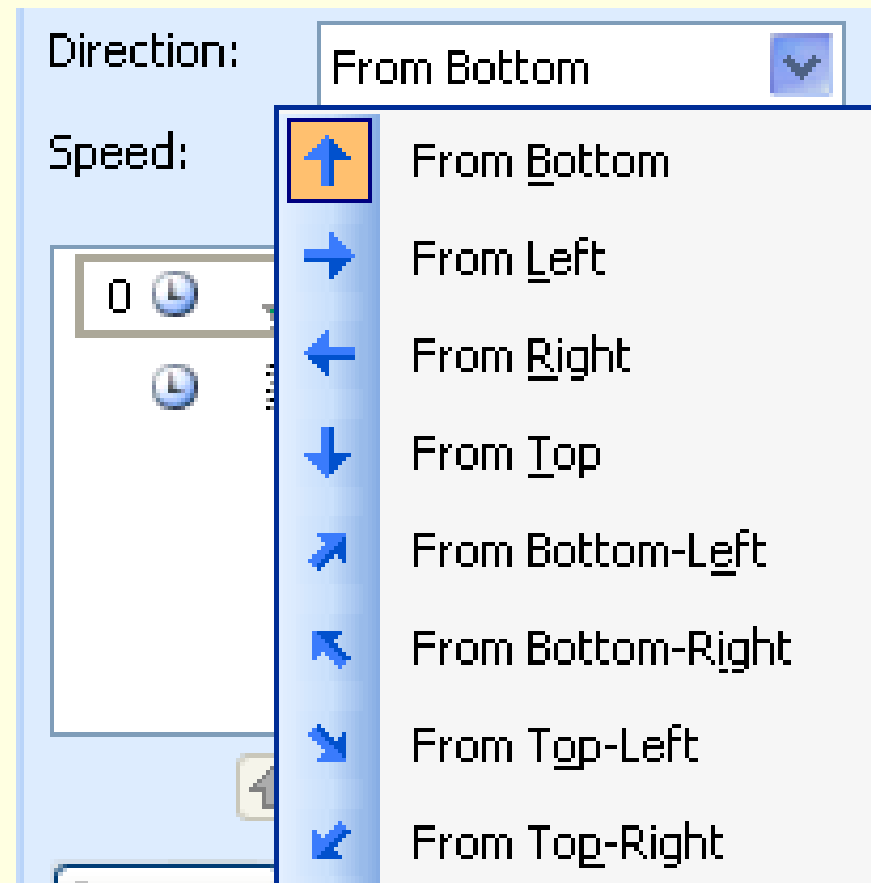 Direction:
From Bottom
Speed:
From Bottom
From Left
From Right
From Top
From Bottom-Left
From Bottom-Right
From Top-Left
From Top-Right
0